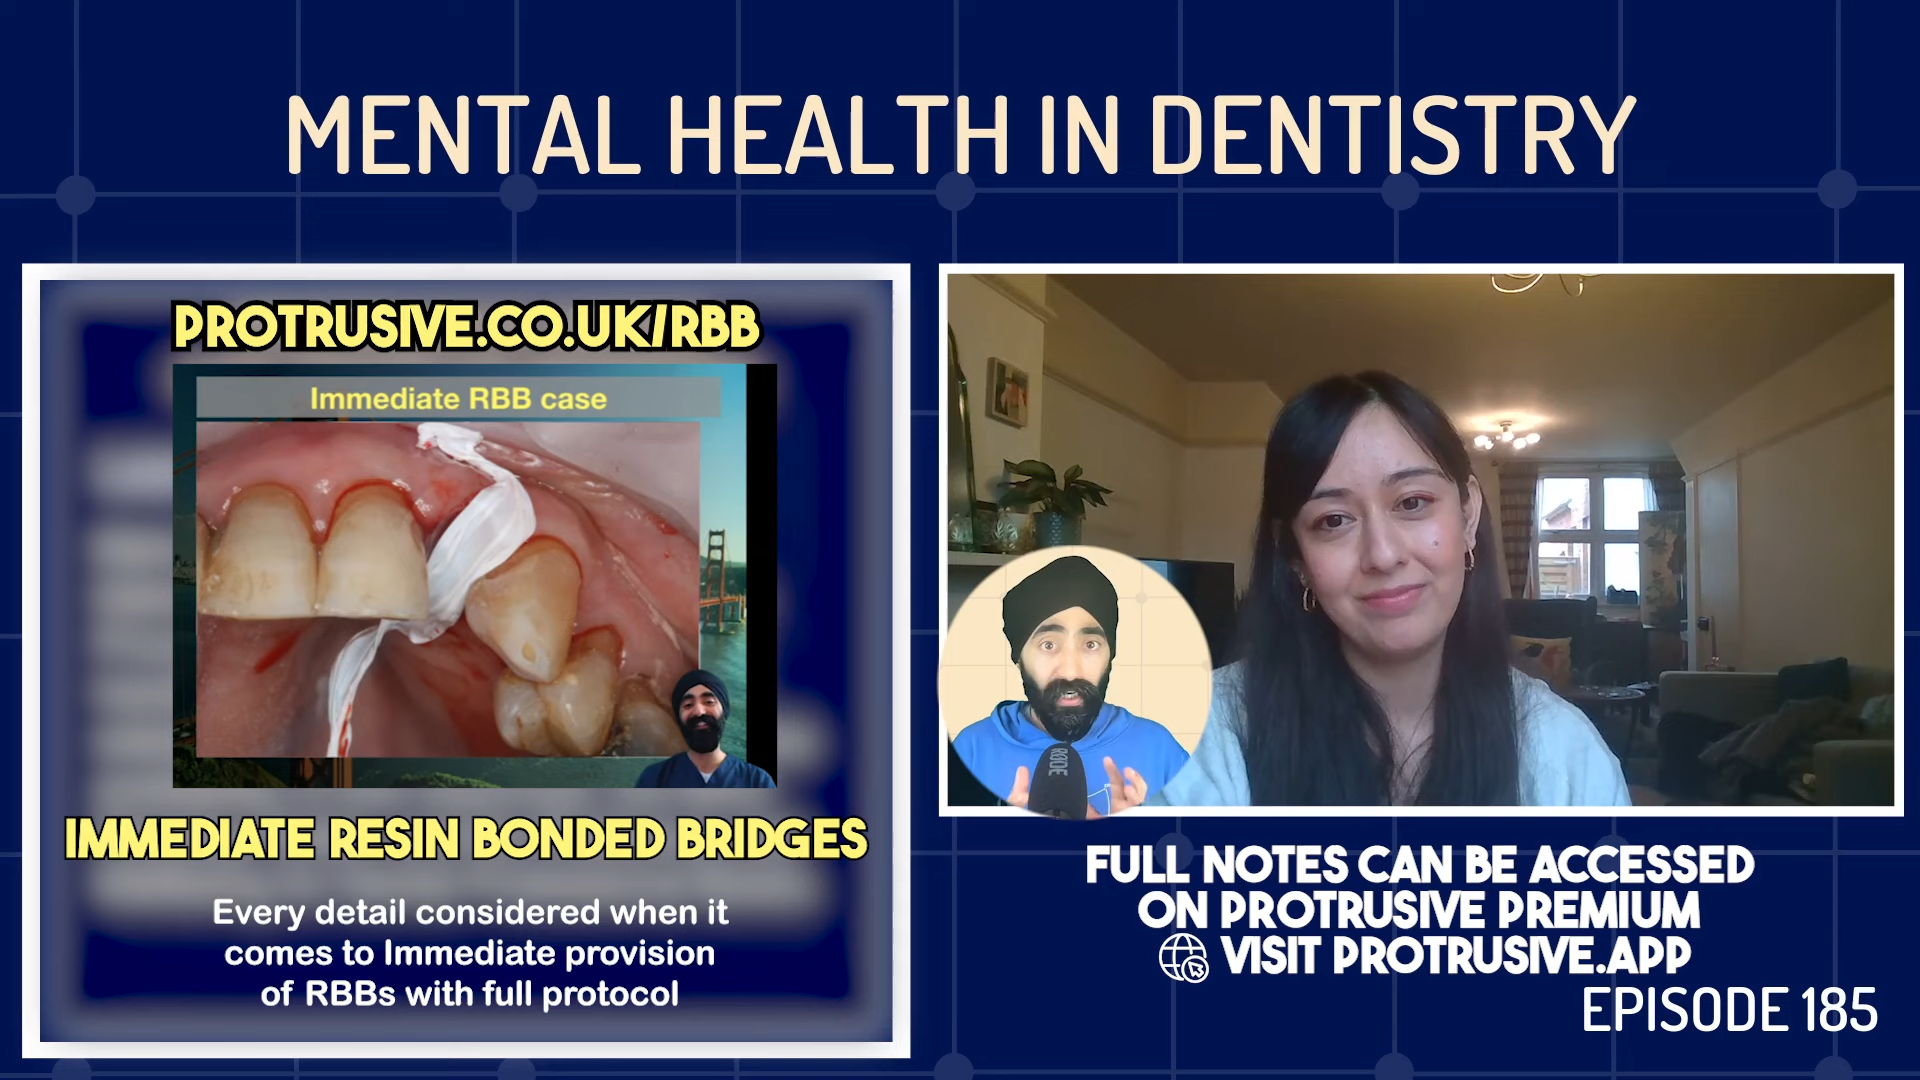 MENTAL HEALTH IN DENTISTRY
PROTRUSIVE.CO.UK/RBB
Immediate RBB case
IMMEDIATE RESIN BONDED BRIDGES
Every detail considered when it
comes to Immediate provision
of RBBs with full protocol
RØDE
FULL NOTES CAN BE ACCESSED
ON PROTRUSIVE PREMIUM
VISIT PROTRUSIVE.APP
EPISODE 185